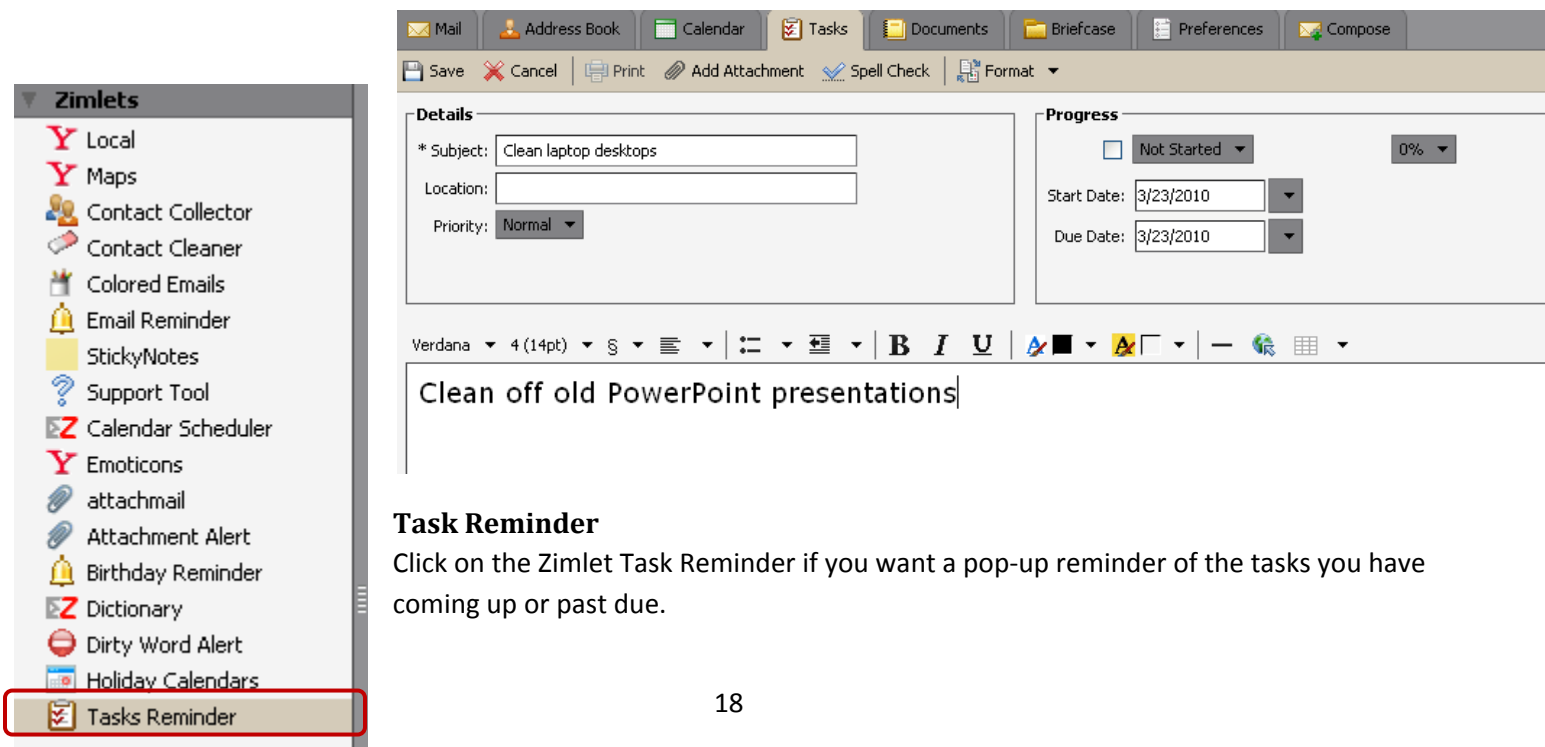 Mail Address Book Calendar Tasks Documents Briefcase Preferences Compose
Save Cancel Print Add Attachment Spell Check Format
Zimlets
Local
Maps
Contact Collector
Contact Cleaner
Colored Emails
Email Reminder
StickyNotes
Support Tool
Calendar Scheduler
Emoticons
attachmail
Attachment Alert
Birthday Reminder
Dictionary
Dirty Word Alert
Holiday Calendars
Tasks Reminder
Details
* Subject: Clean laptop desktops
Location:
Priority: Normal
Progress
Not Started 0%
Start Date: 3/23/2010
Due Date: 3/23/2010
Verdana 4 (14pt) § B I U
Clean off old PowerPoint presentations
Task Reminder
Click on the Zimlet Task Reminder if you want a pop-up reminder of the tasks you have
coming up or past due.
18